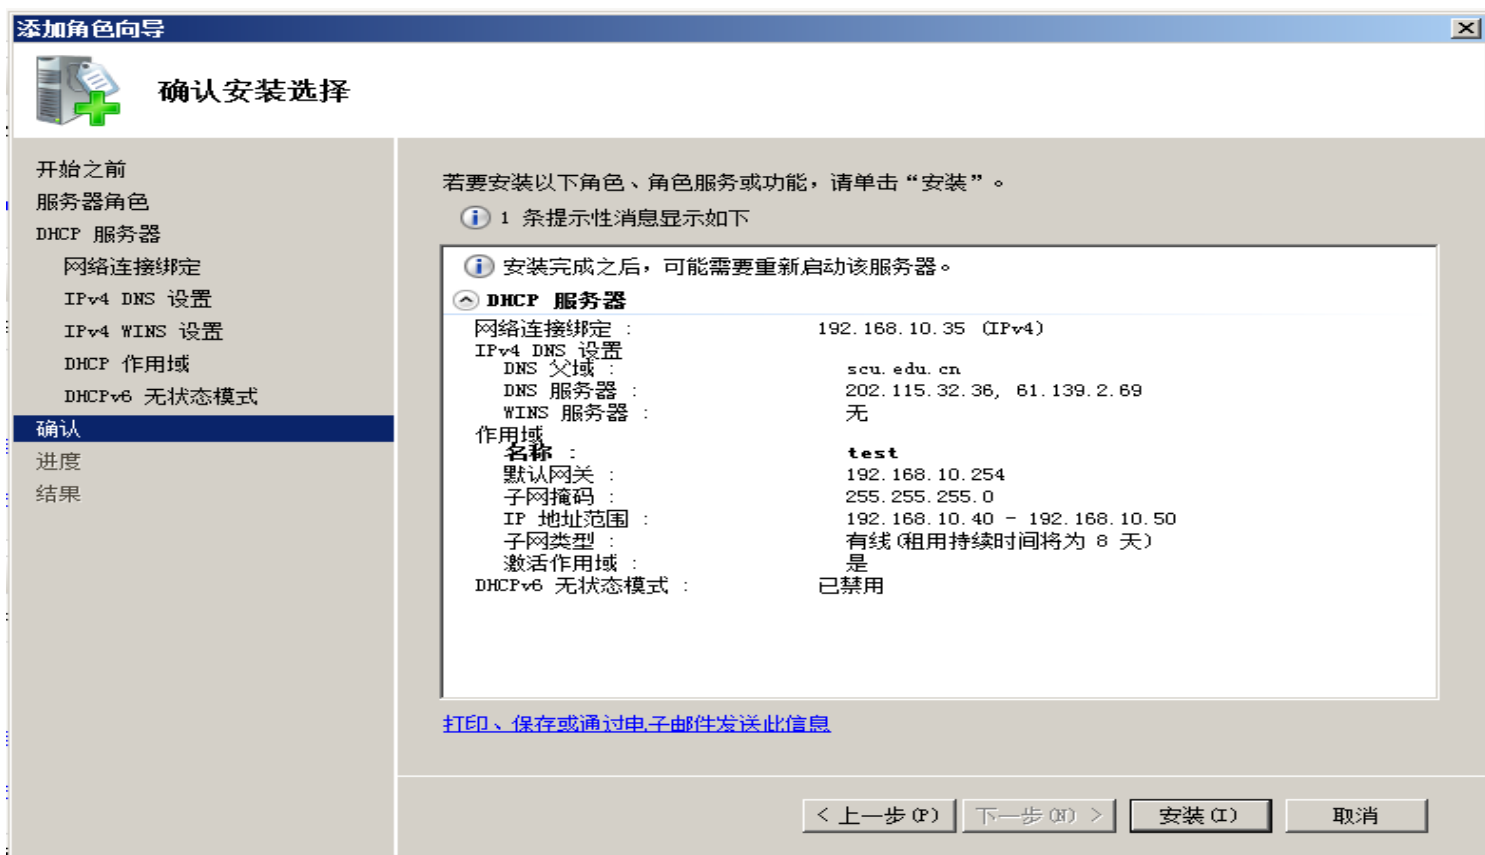 添加角色向导
确认安装选择
开始之前
服务器角色
DHCP 服务器
网络连接绑定
IPv4 DNS 设置
IPv4 WINS 设置
DHCP 作用域
DHCPv6 无状态模式
确认
进度
结果
若要安装以下角色、角色服务或功能，请单击“安装”。
1 条提示性消息显示如下
安装完成之后，可能需要重新启动该服务器。
DHCP 服务器
网络连接绑定 : 192.168.10.35 (IPv4)
IPv4 DNS 设置
DNS 父域 : scu.edu.cn
DNS 服务器 : 202.115.32.36, 61.139.2.69
WINS 服务器 : 无
作用域
名称 : test
默认网关 : 192.168.10.254
子网掩码 : 255.255.255.0
IP 地址范围 : 192.168.10.40 - 192.168.10.50
子网类型 : 有线(租用持续时间将为 8 天)
激活作用域 : 是
DHCPv6 无状态模式 : 已禁用
打印、保存或通过电子邮件发送此信息
< 上一步(P) 下一步(N) > 安装(I) 取消